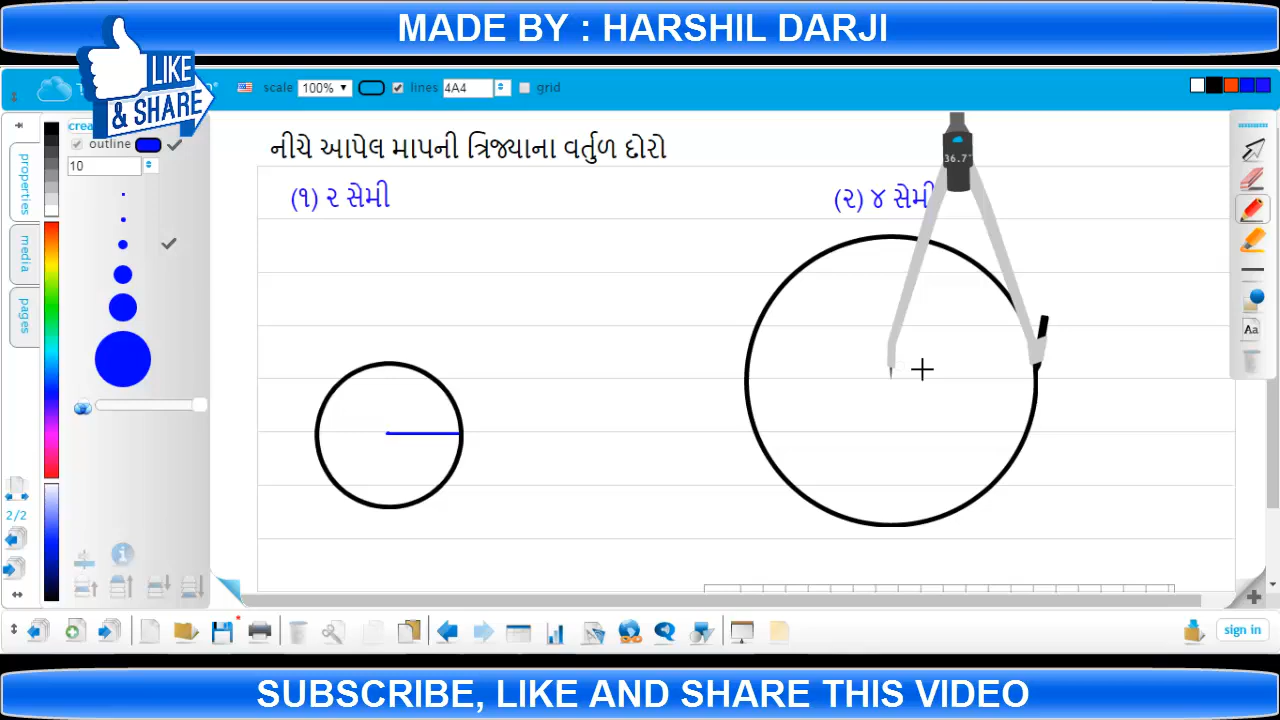 MADE BY : HARSHIL DARJI
LIKE
& SHARE
scale 100% lines 4A4 grid
outline
10
properties
media
pages
2/2
નીચે આપેલ માપની ત્રિજ્યાના વર્તુળ દોરો
(૧) ૨ સેમી
(૨) ૪ સેમી
36.7°
Aa
sign in
SUBSCRIBE, LIKE AND SHARE THIS VIDEO